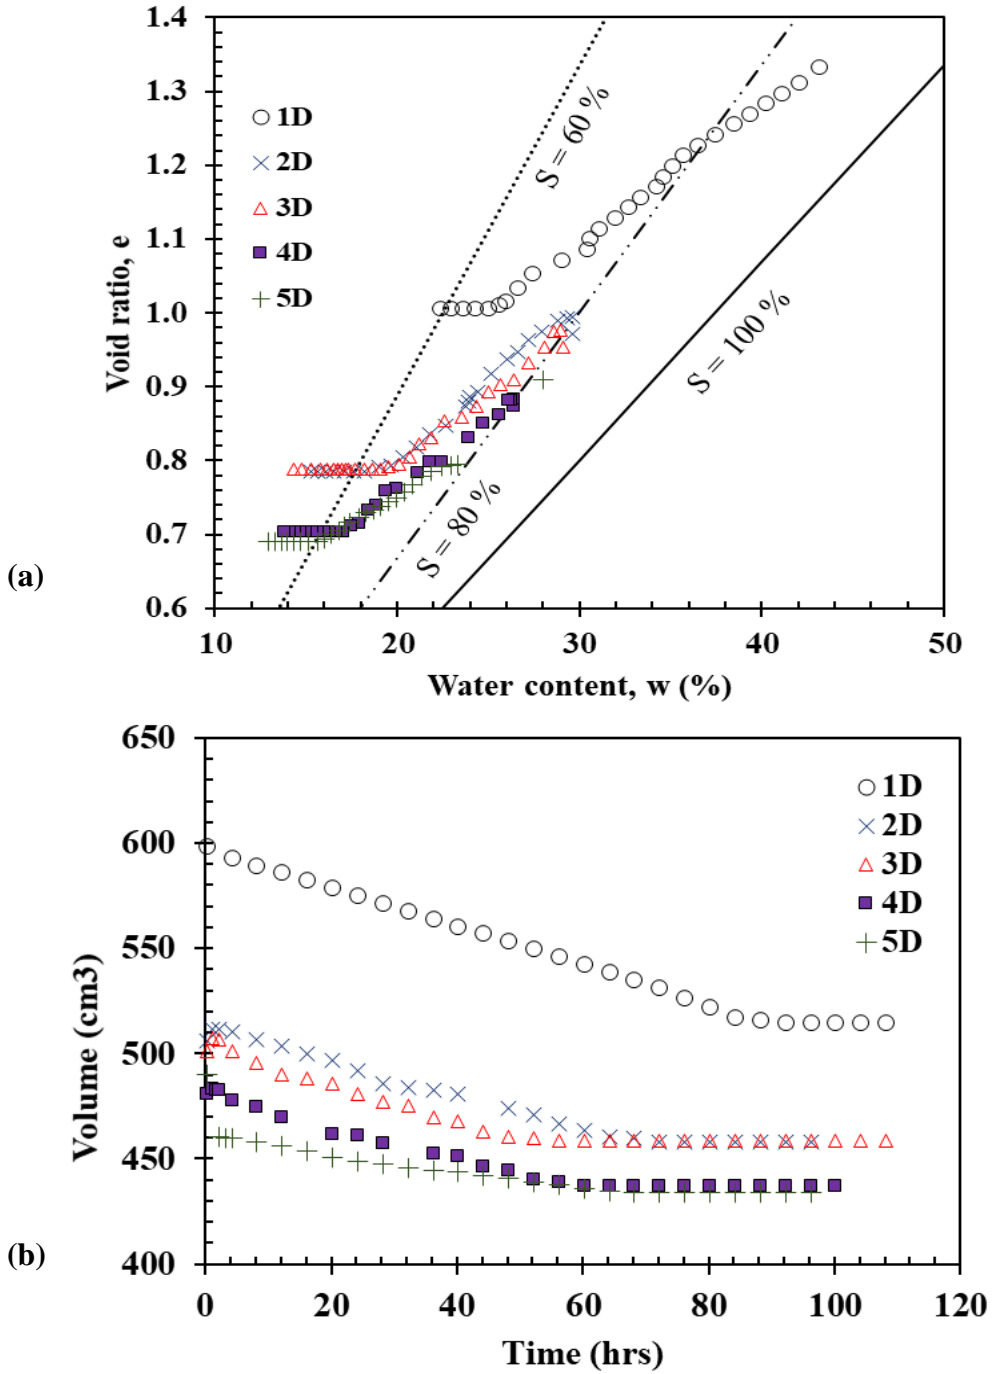 1.4
1.3
1.2
1.1
1.0
0.9
0.8
0.7
0.6
Void ratio, e
1D
2D
3D
4D
5D
S = 60 %
S = 80 %
S = 100 %
(a)
10 20 30 40 50
Water content, w (%)
650
600
550
500
450
400
Volume (cm3)
1D
2D
3D
4D
5D
(b)
0 20 40 60 80 100 120
Time (hrs)